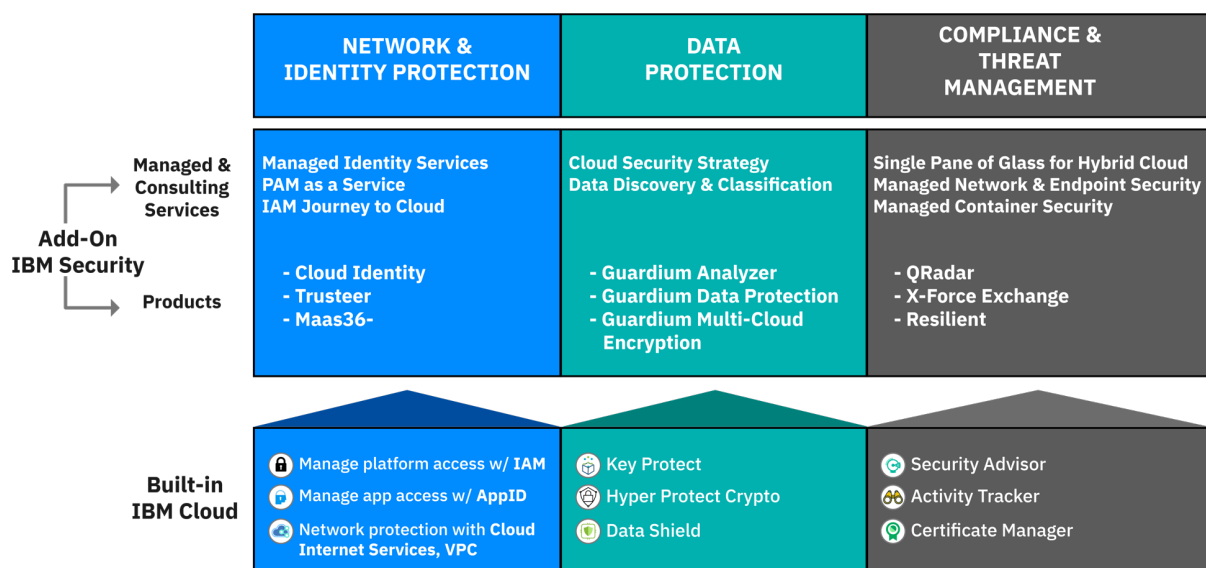 NETWORK &
IDENTITY PROTECTION
DATA
PROTECTION
COMPLIANCE &
THREAT
MANAGEMENT
Add-On
IBM Security
Managed &
Consulting
Services
Managed Identity Services
PAM as a Service
IAM Journey to Cloud
Cloud Security Strategy
Data Discovery & Classification
Single Pane of Glass for Hybrid Cloud
Managed Network & Endpoint Security
Managed Container Security
Products
- Cloud Identity
- Trusteer
- Maas36-
- Guardium Analyzer
- Guardium Data Protection
- Guardium Multi-Cloud
Encryption
- QRadar
- X-Force Exchange
- Resilient
Built-in
IBM Cloud
Manage platform access w/ IAM
Manage app access w/ AppID
Network protection with Cloud
Internet Services, VPC
Key Protect
Hyper Protect Crypto
Data Shield
Security Advisor
Activity Tracker
Certificate Manager